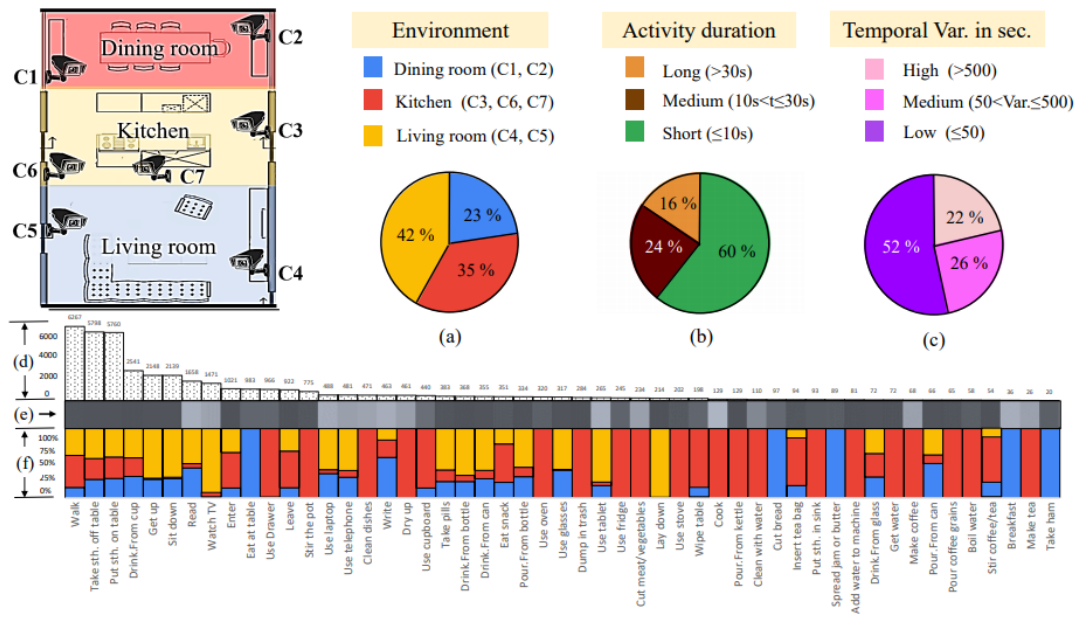 Dining room
Kitchen
Living room
C1
C2
C3
C6
C7
C5
C4
Environment
Dining room (C1, C2)
Kitchen (C3, C6, C7)
Living room (C4, C5)
Activity duration
Long (>30s)
Medium (10s<t≤30s)
Short (≤10s)
Temporal Var. in sec.
High (>500)
Medium (50<Var.≤500)
Low (≤50)
23 %
42 %
35 %
(a)
16 %
24 %
60 %
(b)
22 %
52 %
26 %
(c)
(d)
6000
4000
2000
0
6267 5798 5760 2541 2148 2139 1658 1471 1021 983 966 822 775 488 481 471 463 461 440 383 368 355 351 334 320 317 284 265 245 234 214 202 198 129 129 110 97 94 93 89 81 72 72 68 66 65 58 54 36 26 20
(e)
(f)
100%
75%
50%
25%
0%
Walk
Take sth. off table
Put sth. on table
Drink.From cup
Get up
Sit down
Read
Watch TV
Enter
Eat at table
Use Drawer
Leave
Stir the pot
Use laptop
Use telephone
Clean dishes
Write
Dry up
Use cupboard
Take pills
Drink.From bottle
Drink.From can
Eat snack
Pour.From bottle
Use oven
Use glasses
Dump in trash
Use tablet
Use fridge
Cut meat/vegetables
Lay down
Use stove
Wipe table
Cook
Pour.From kettle
Clean with water
Cut bread
Insert tea bag
Put sth. in sink
Spread jam or butter
Add water to machine
Drink.From glass
Get water
Make coffee
Pour.From can
Pour coffee grains
Boil water
Stir coffee/tea
Breakfast
Make tea
Take ham